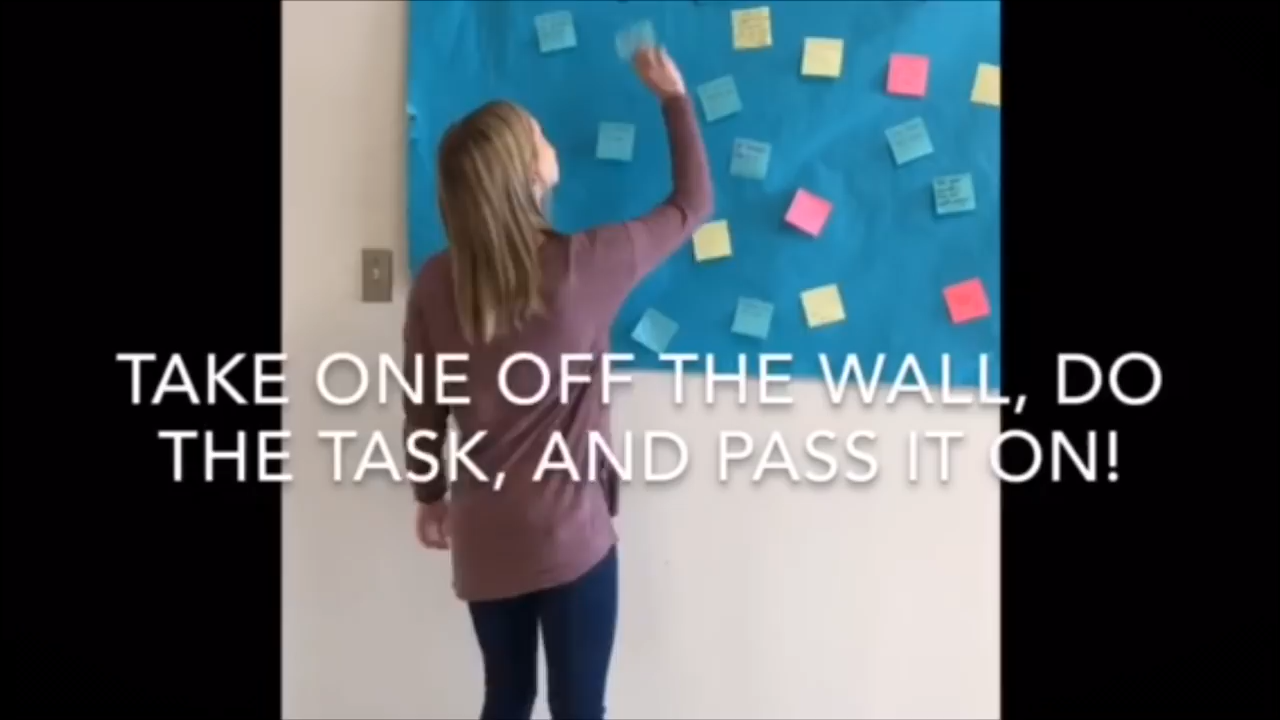 TAKE ONE OFF THE WALL, DO
THE TASK, AND PASS IT ON!